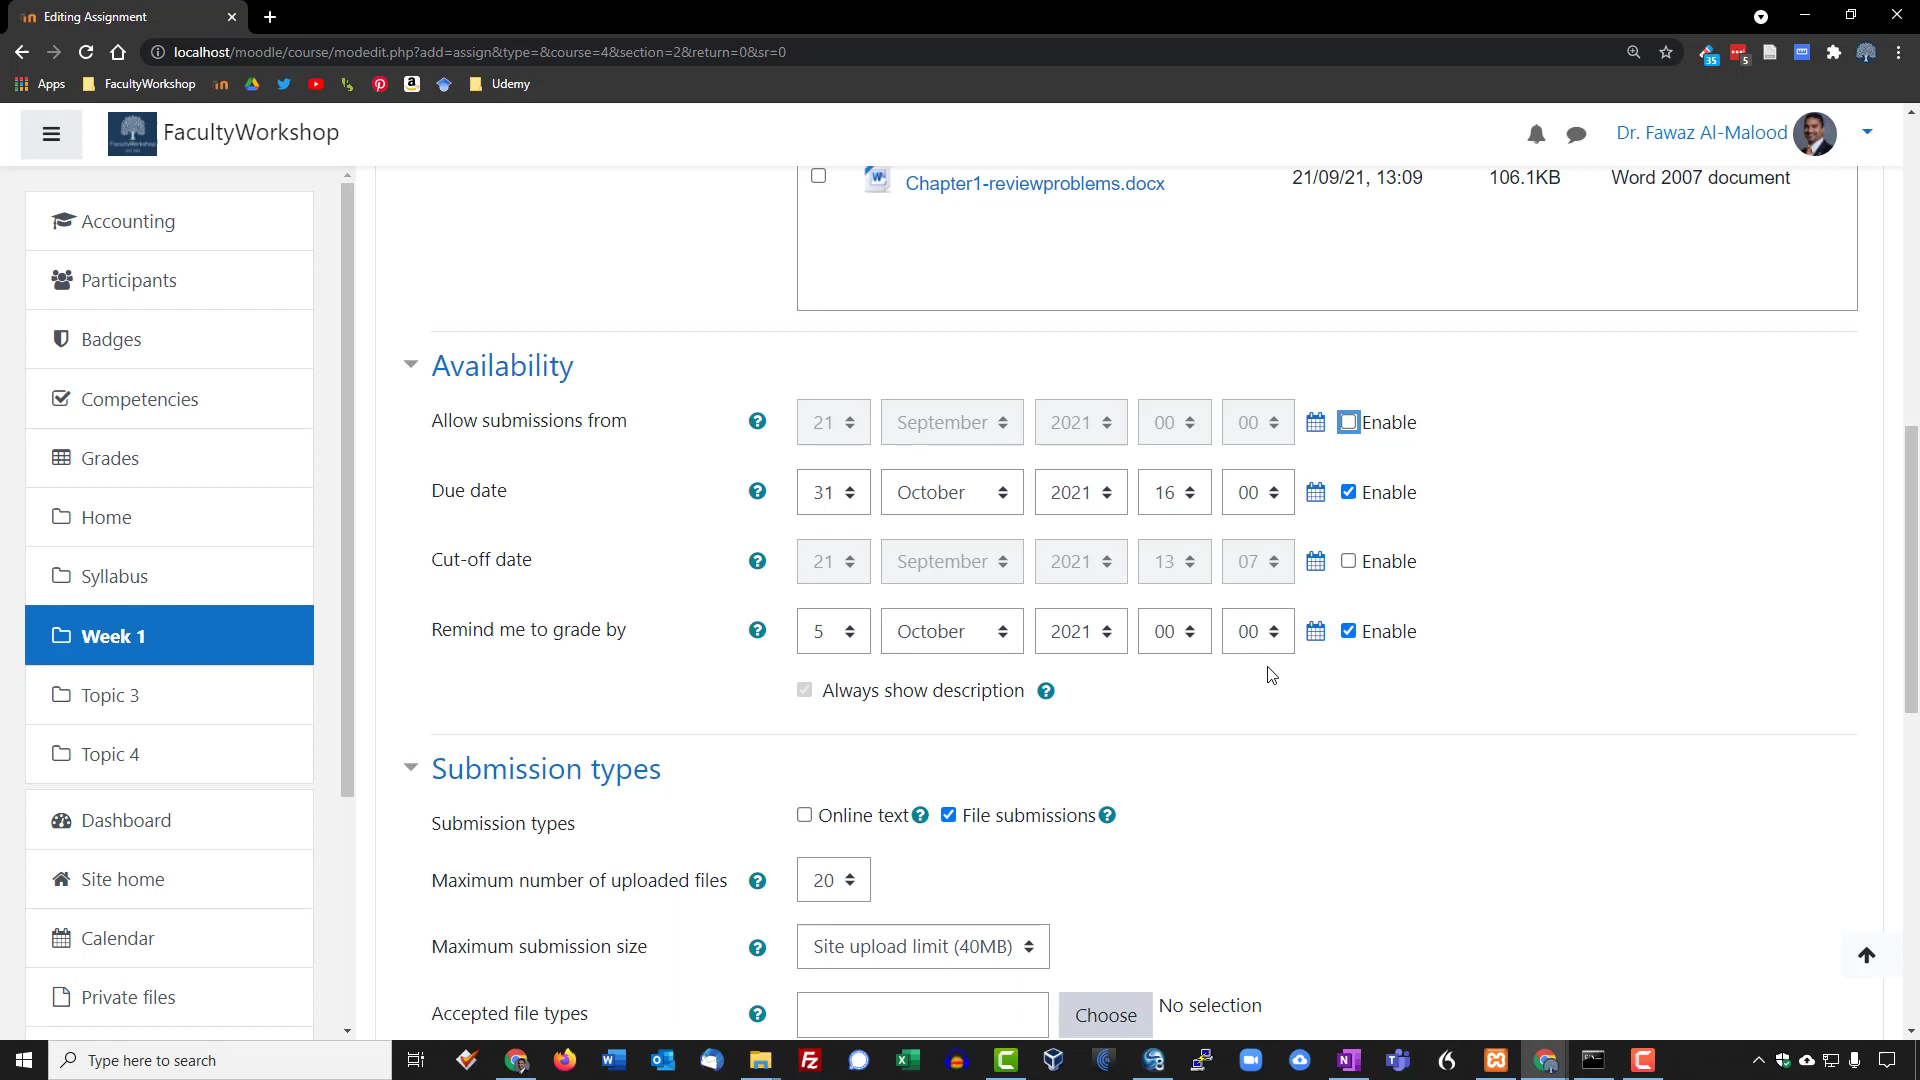 Editing Assignment
localhost/moodle/course/modedit.php?add=assign&type=&course=4&section=2&return=0&sr=0
Apps FacultyWorkshop Udemy
35 5
FacultyWorkshop
Dr. Fawaz Al-Malood
Accounting
Participants
Badges
Competencies
Grades
Home
Syllabus
Week 1
Topic 3
Topic 4
Dashboard
Site home
Calendar
Private files
Chapter1-reviewproblems.docx 21/09/21, 13:09 106.1KB Word 2007 document
Availability
Allow submissions from 21 September 2021 00 00 Enable
Due date 31 October 2021 16 00 Enable
Cut-off date 21 September 2021 13 07 Enable
Remind me to grade by 5 October 2021 00 00 Enable
Always show description
Submission types
Submission types Online text File submissions
Maximum number of uploaded files 20
Maximum submission size Site upload limit (40MB)
Accepted file types Choose No selection
Type here to search